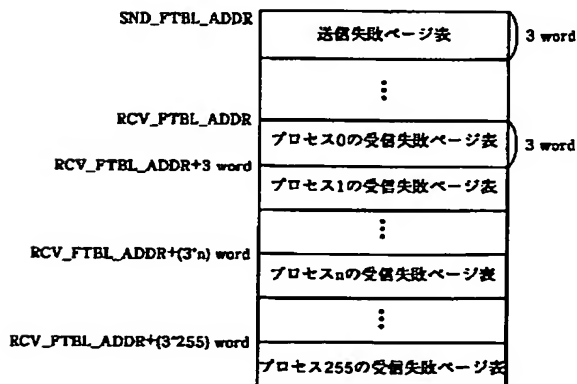 SND_FTBL_ADDR
送信失敗ページ表
3 word
RCV_FTBL_ADDR
プロセス0の受信失敗ページ表
3 word
RCV_FTBL_ADDR+3 word
プロセス1の受信失敗ページ表
RCV_FTBL_ADDR+(3*n) word
プロセスnの受信失敗ページ表
RCV_FTBL_ADDR+(3*255) word
プロセス255の受信失敗ページ表